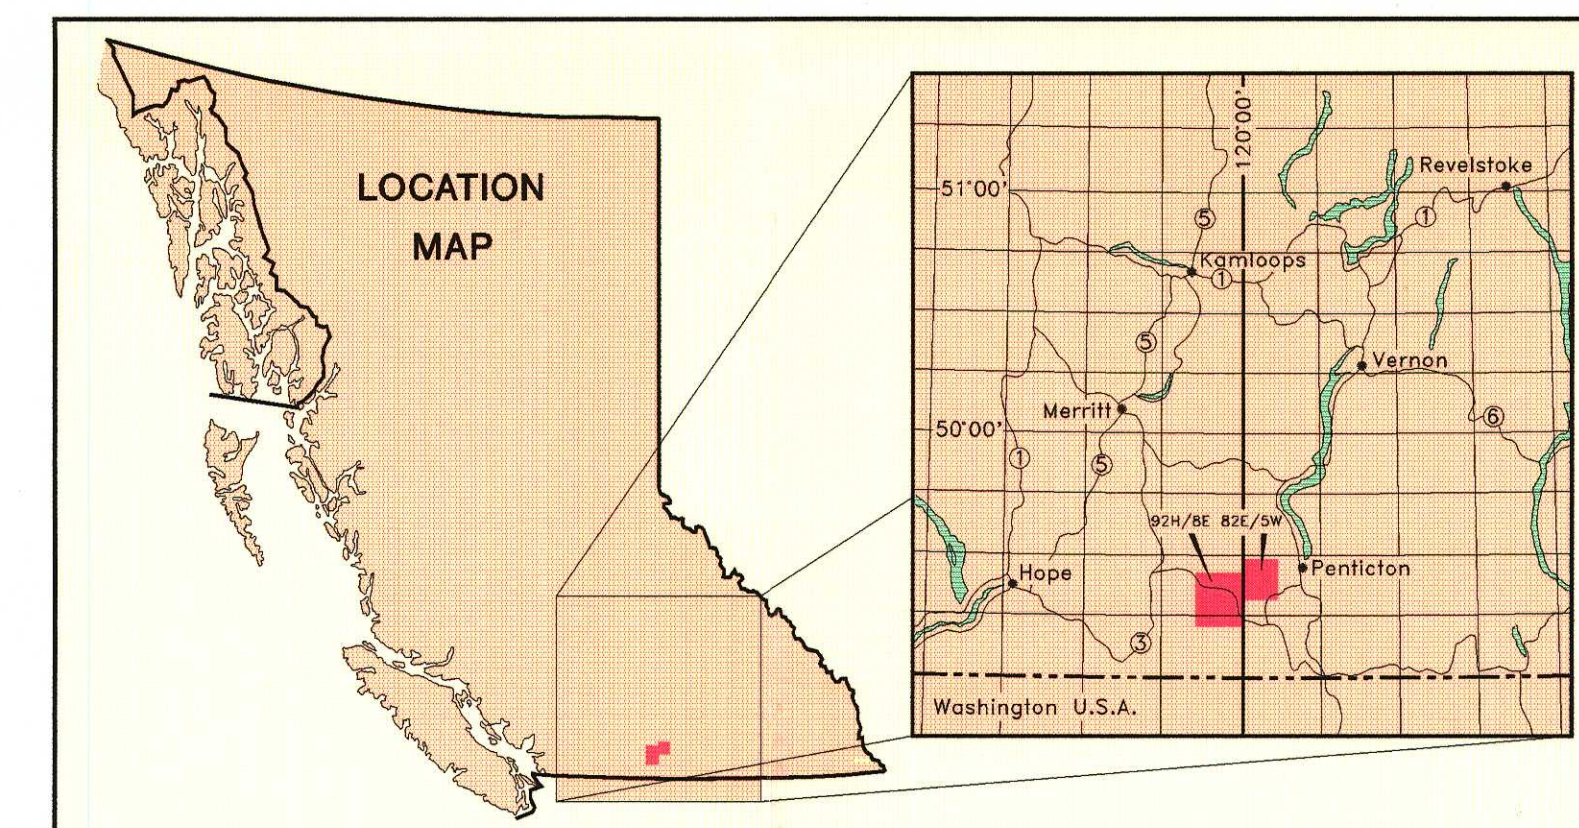 LOCATION
MAP
120°00'
Revelstoke
51°00'
5
1
Kamloops
1
5
Vernon
Merritt
6
50°00'
1
5
92H/8E 82E/5W
Hope
Penticton
3
Washington U.S.A.